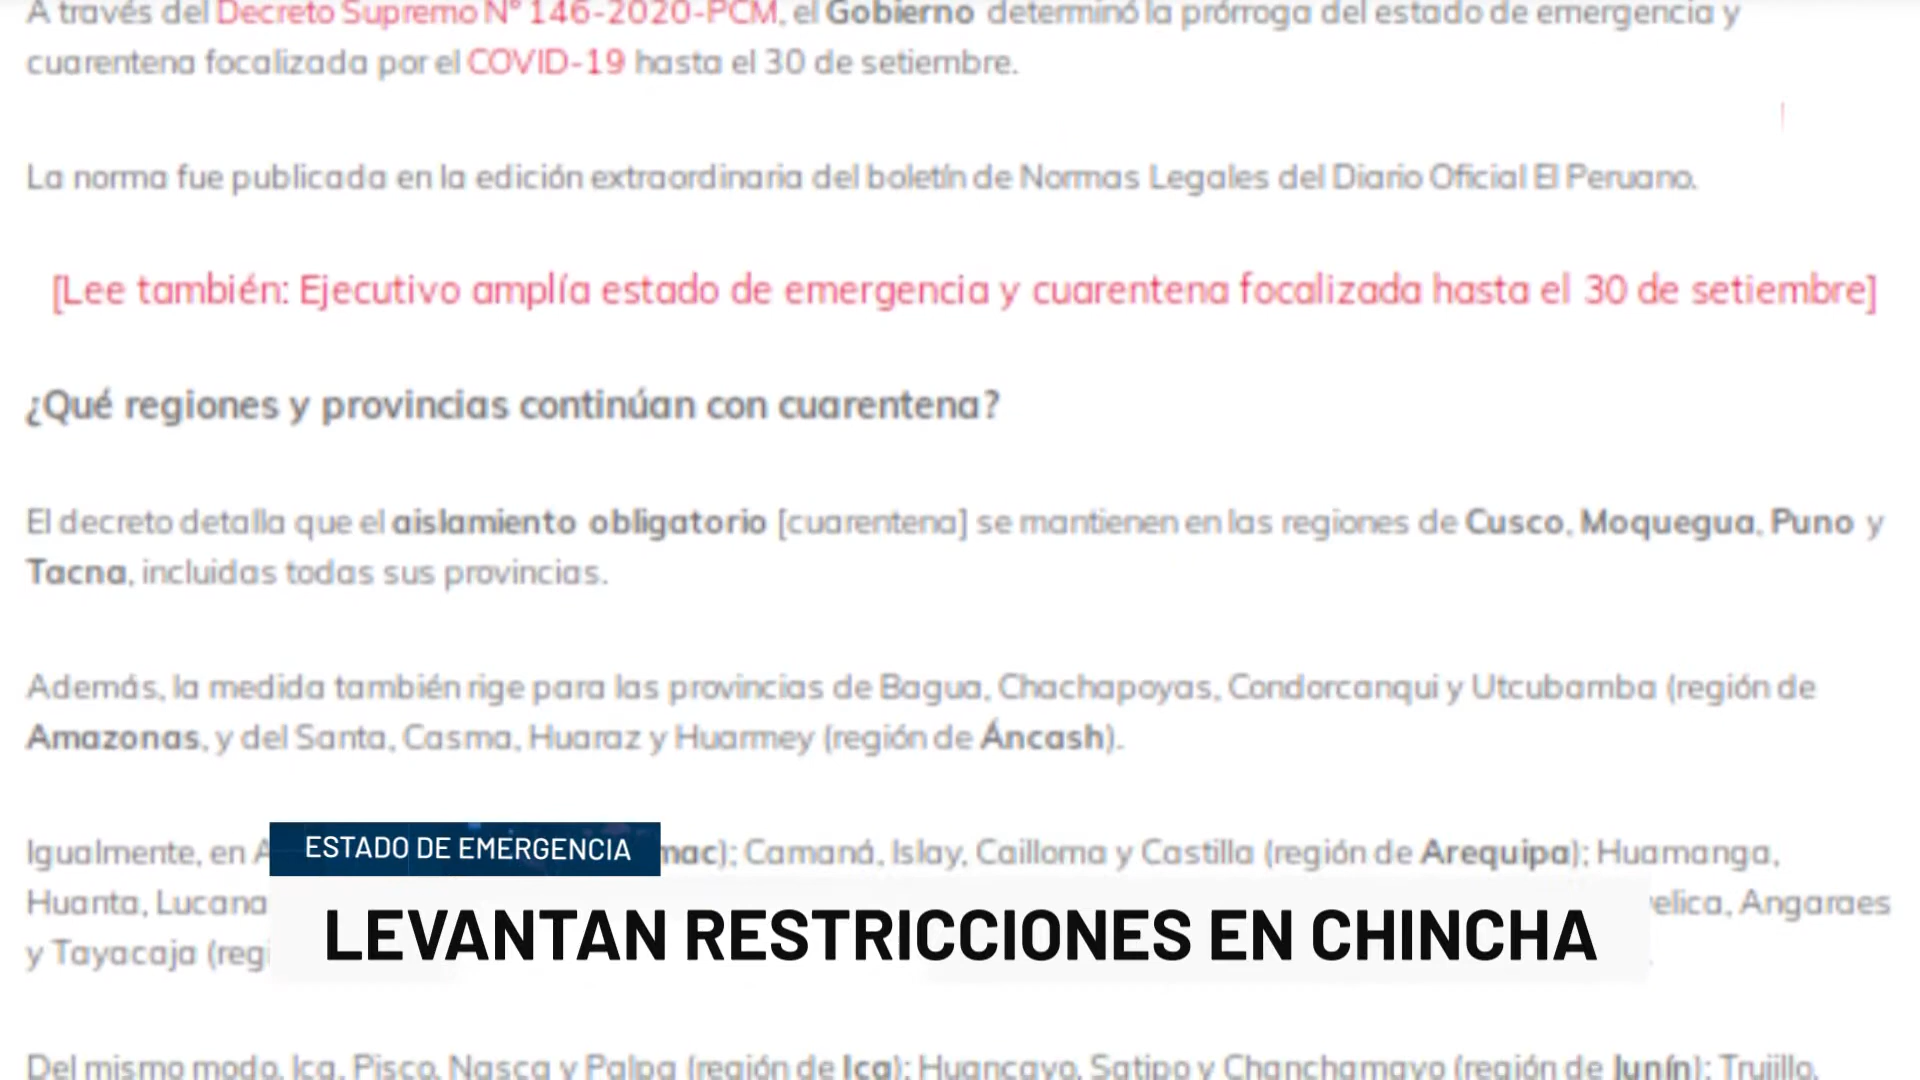 A través del Decreto Supremo N° 146-2020-PCM, el Gobierno determinó la prórroga del estado de emergencia y
cuarentena focalizada por el COVID-19 hasta el 30 de setiembre.
La norma fue publicada en la edición extraordinaria del boletín de Normas Legales del Diario Oficial El Peruano.
[Lee también: Ejecutivo amplía estado de emergencia y cuarentena focalizada hasta el 30 de setiembre]
¿Qué regiones y provincias continúan con cuarentena?
El decreto detalla que el aislamiento obligatorio [cuarentena] se mantienen en las regiones de Cusco, Moquegua, Puno y
Tacna, incluidas todas sus provincias.
Además, la medida también rige para las provincias de Bagua, Chachapoyas, Condorcanqui y Utcubamba (región de
Amazonas, y del Santa, Casma, Huaraz y Huarmey (región de Áncash).
Igualmente, en A mac); Camaná, Islay, Cailloma y Castilla (región de Arequipa); Huamanga,
Huanta, Lucana elica, Angaraes
y Tayacaja (regi
ESTADO DE EMERGENCIA
LEVANTAN RESTRICCIONES EN CHINCHA
Del mismo modo, Ica, Pisco, Nasca y Palpa (región de Ica); Huancayo, Satipo y Chanchamayo (región de Junín); Trujillo,